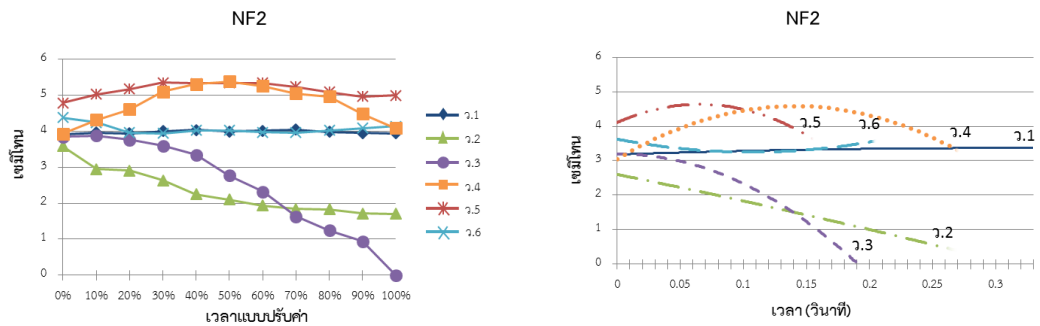 NF2
เซมิโทน
6
5
4
3
2
1
0
0% 10% 20% 30% 40% 50% 60% 70% 80% 90% 100%
เวลาแบบปรับค่า
ว.1
ว.2
ว.3
ว.4
ว.5
ว.6
NF2
เซมิโทน
6
5
4
3
2
1
0
0 0.05 0.1 0.15 0.2 0.25 0.3
เวลา (วินาที)
ว.5
ว.6
ว.4
ว.1
ว.2
ว.3